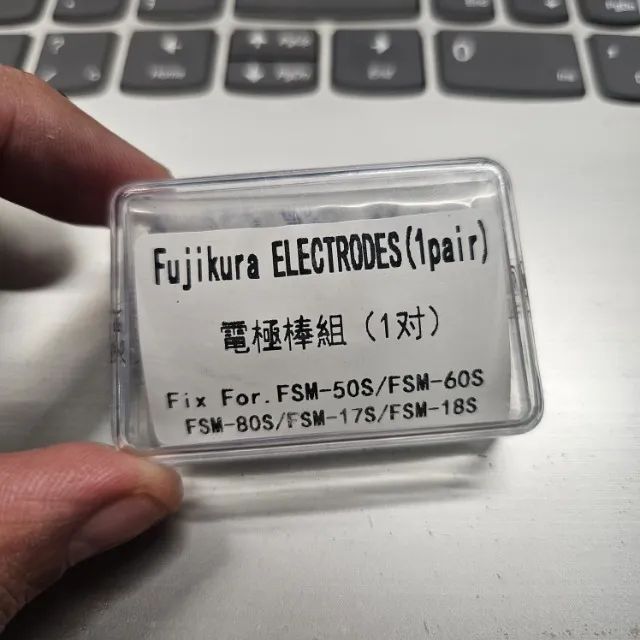 Fujikura ELECTRODES(1pair)
電極棒組 (1对)
Fix For.FSM-50S/FSM-60S
FSM-80S/FSM-17S/FSM-18S